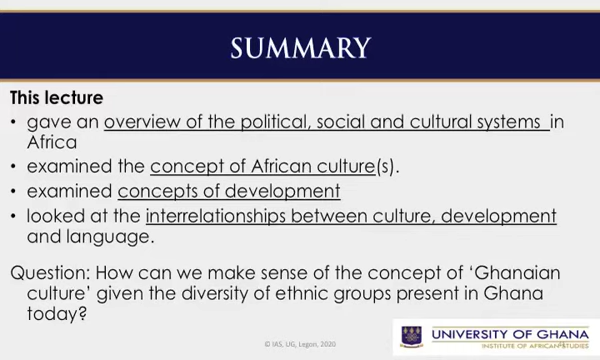 SUMMARY
This lecture
• gave an overview of the political, social and cultural systems in
Africa
• examined the concept of African culture(s).
• examined concepts of development
• looked at the interrelationships between culture, development
and language.
Question: How can we make sense of the concept of ‘Ghanaian
culture’ given the diversity of ethnic groups present in Ghana
today?
© IAS, UG, Legon, 2020
UNIVERSITY OF GHANA
INSTITUTE OF AFRICAN STUDIES